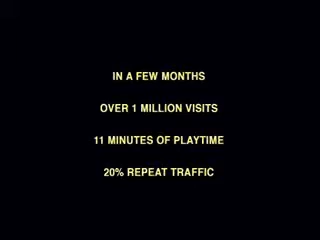 IN A FEW MONTHS
OVER 1 MILLION VISITS
11 MINUTES OF PLAYTIME
20% REPEAT TRAFFIC